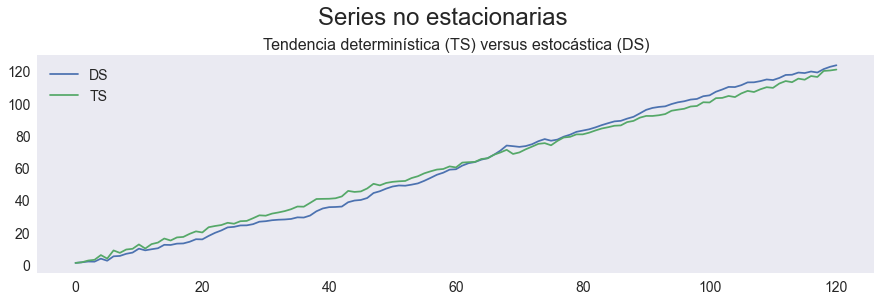 Series no estacionarias
Tendencia determinística (TS) versus estocástica (DS)
DS
TS
120
100
80
60
40
20
0
0 20 40 60 80 100 120